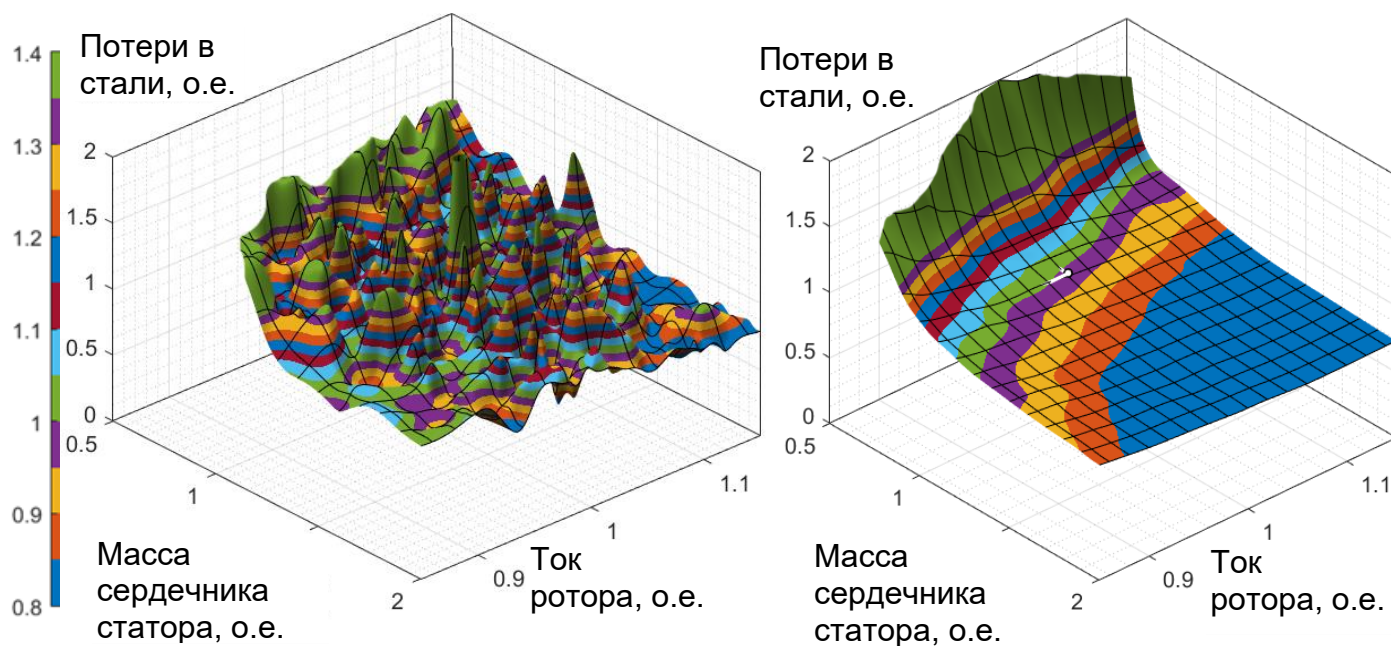 1.4
1.3
1.2
1.1
1
0.9
0.8
Потери в
стали, о.е.
2
1.5
1
0.5
0
0.5
1
2
0.9
1
1.1
Масса
сердечника
статора, о.е.
Ток
ротора, о.е.
Потери в
стали, о.е.
2
1.5
1
0.5
0
0.5
1
2
0.9
1
1.1
Масса
сердечника
статора, о.е.
Ток
ротора, о.е.